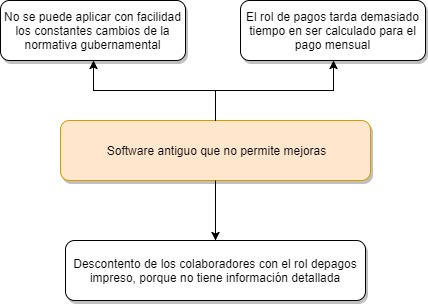 No se puede aplicar con facilidad
los constantes cambios de la
normativa gubernamental
El rol de pagos tarda demasiado
tiempo en ser calculado para el
pago mensual
Software antiguo que no permite mejoras
Descontento de los colaboradores con el rol depagos
impreso, porque no tiene información detallada